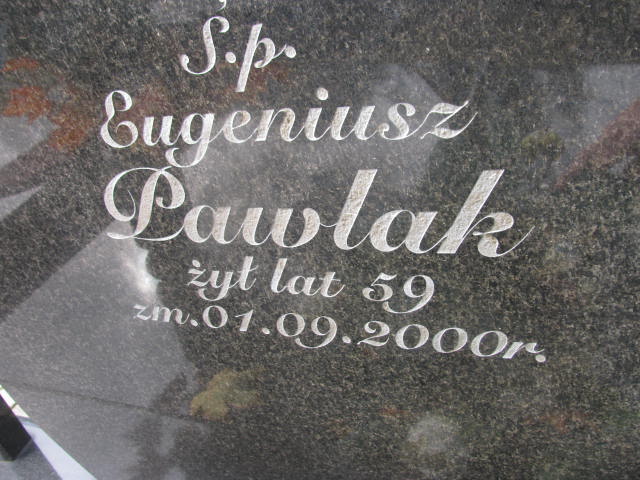 Ś.p.
Eugeniusz
Pawlak
żył lat 59
zm. 01.09.2000r.